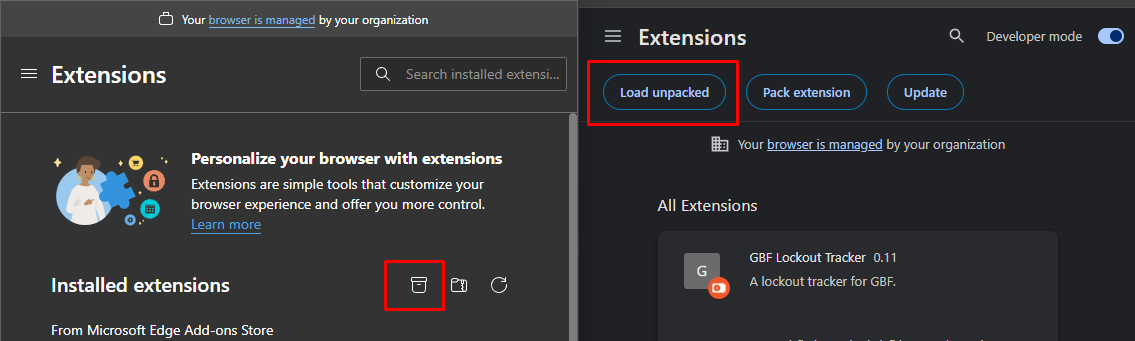 Your browser is managed by your organization
Extensions
Search installed extensi...
Personalize your browser with extensions
Extensions are simple tools that customize your
browser experience and offer you more control.
Learn more
Installed extensions
From Microsoft Edge Add-ons Store
Extensions
Developer mode
Load unpacked
Pack extension
Update
Your browser is managed by your organization
All Extensions
G
GBF Lockout Tracker 0.11
A lockout tracker for GBF.